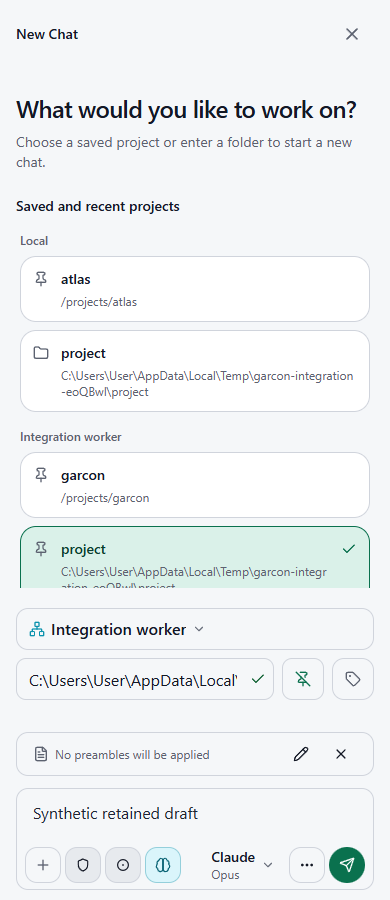 New Chat
What would you like to work on?
Choose a saved project or enter a folder to start a new
chat.
Saved and recent projects
Local
atlas
/projects/atlas
project
C:\Users\User\AppData\Local\Temp\garcon-integration
-eoQBwl\project
Integration worker
garcon
/projects/garcon
project
C:\Users\User\AppData\Local\Temp\garcon-integr
ation-eoQBwl\project
Integration worker
C:\Users\User\AppData\Local\
No preambles will be applied
Synthetic retained draft
Claude
Opus